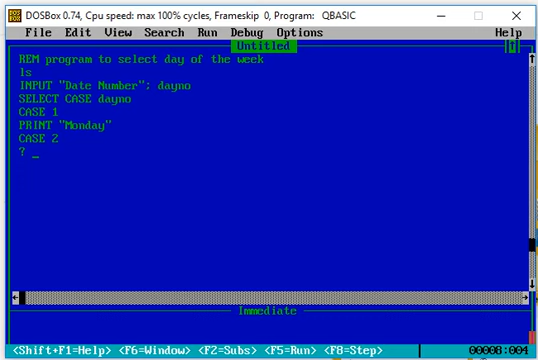 DOSBox 0.74, Cpu speed: max 100% cycles, Frameskip 0, Program: QBASIC
File Edit View Search Run Debug Options Help
Untitled
REM program to select day of the week
ls
INPUT "Date Number"; dayno
SELECT CASE dayno
CASE 1
PRINT "Monday"
CASE 2
? _
Immediate
<Shift+F1=Help> <F6=Window> <F2=Subs> <F5=Run> <F8=Step> 00008:004